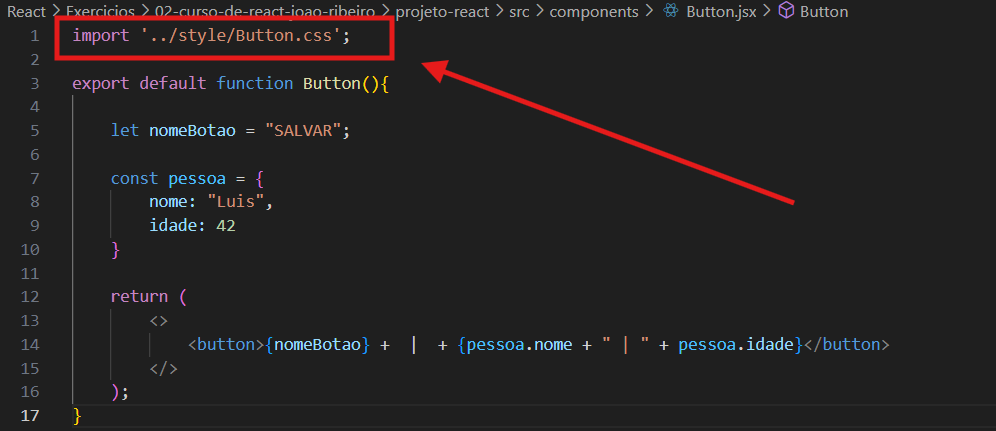 React > Exercicios > 02-curso-de-react-joao-ribeiro > projeto-react > src > components > Button.jsx > Button
1 import '../style/Button.css';
2
3 export default function Button(){
4
5 let nomeBotao = "SALVAR";
6
7 const pessoa = {
8 nome: "Luis",
9 idade: 42
10 }
11
12 return (
13 <>
14 <button>{nomeBotao} + | + {pessoa.nome + " | " + pessoa.idade}</button>
15 </>
16 );
17 }